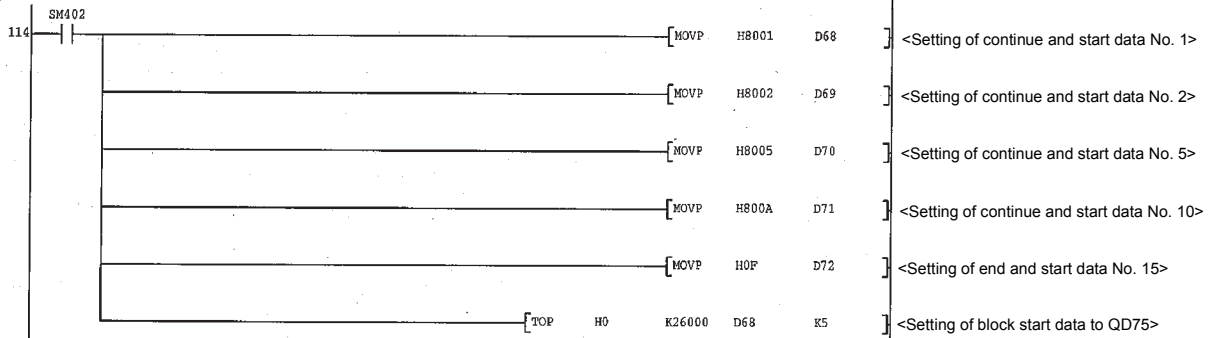 SM402
114 [MOVP H8001 D68 ] <Setting of continue and start data No. 1>
[MOVP H8002 D69 ] <Setting of continue and start data No. 2>
[MOVP H8005 D70 ] <Setting of continue and start data No. 5>
[MOVP H800A D71 ] <Setting of continue and start data No. 10>
[MOVP H0F D72 ] <Setting of end and start data No. 15>
[TOP H0 K26000 D68 K5 ] <Setting of block start data to QD75>